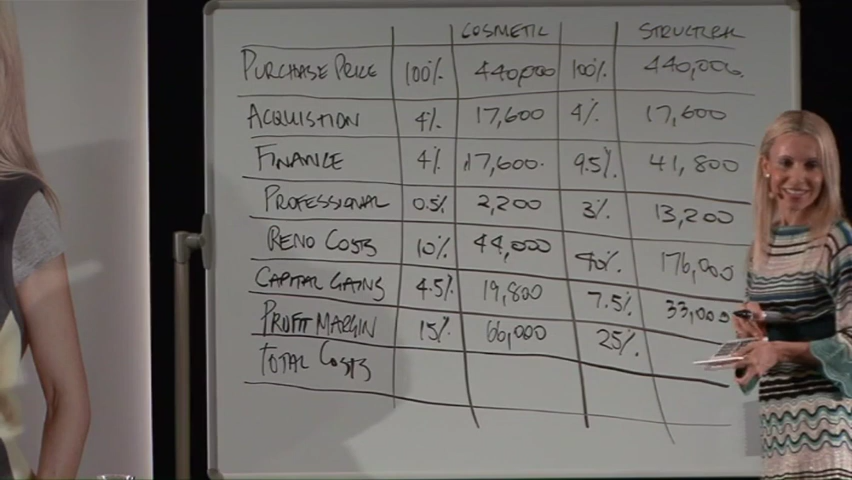 COSMETIC STRUCTURAL
PURCHASE PRICE 100% 440,000 100% 440,000
ACQUISTION 4% 17,600 4% 17,600
FINANCE 4% 17,600 9.5% 41,800
PROFESSIONAL 0.5% 2,200 3% 13,200
RENO COSTS 10% 44,000 40% 176,000
CAPITAL GAINS 4.5% 19,800 7.5% 33,000
PROFIT MARGIN 15% 66,000 25%
TOTAL COSTS